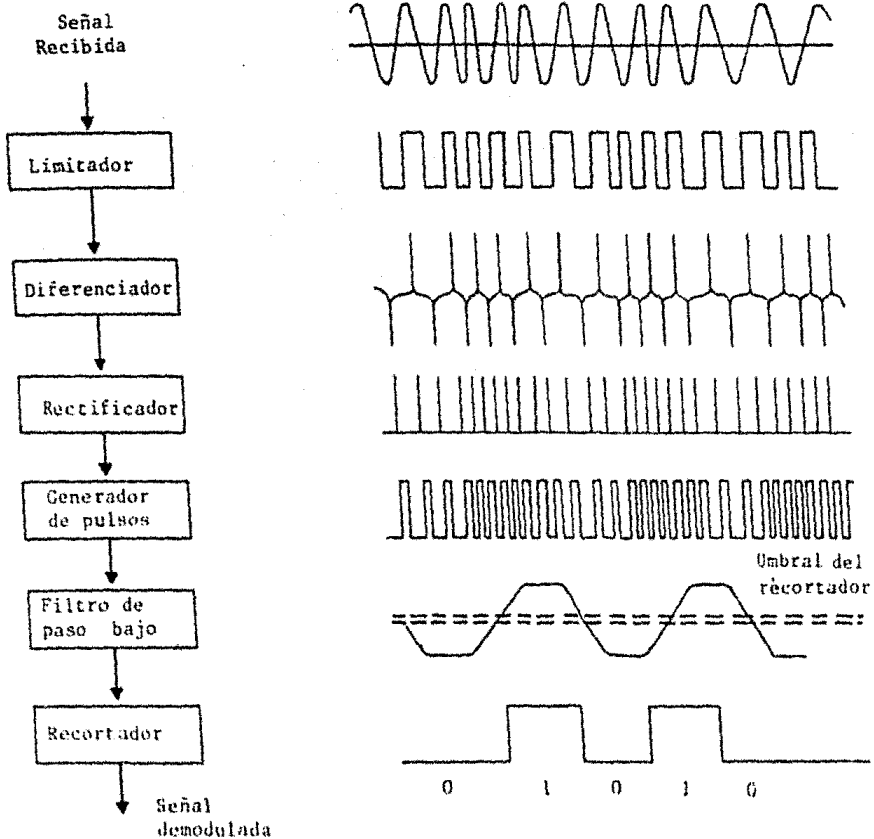 Señal
Recibida
Limitador
Diferenciador
Rectificador
Generador
de pulsos
Umbral del
recortador
Filtro de
paso bajo
Recortador
0 1 0 1 0
Señal
demodulada